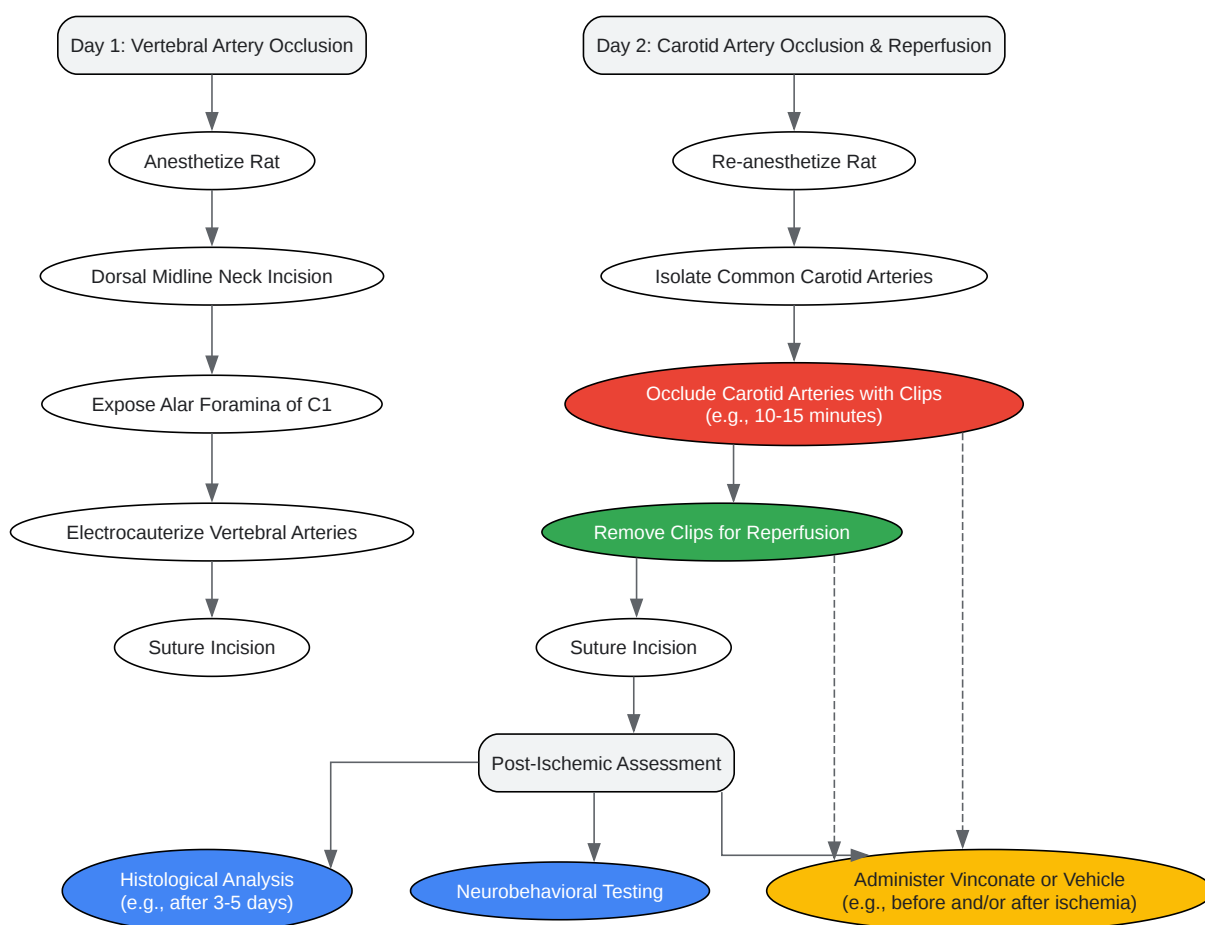 Day 1: Vertebral Artery Occlusion
Anesthetize Rat
Dorsal Midline Neck Incision
Expose Alar Foramina of C1
Electrocauterize Vertebral Arteries
Suture Incision
Day 2: Carotid Artery Occlusion & Reperfusion
Re-anesthetize Rat
Isolate Common Carotid Arteries
Occlude Carotid Arteries with Clips
(e.g., 10-15 minutes)
Remove Clips for Reperfusion
Suture Incision
Post-Ischemic Assessment
Histological Analysis
(e.g., after 3-5 days)
Neurobehavioral Testing
Administer Vinconate or Vehicle
(e.g., before and/or after ischemia)